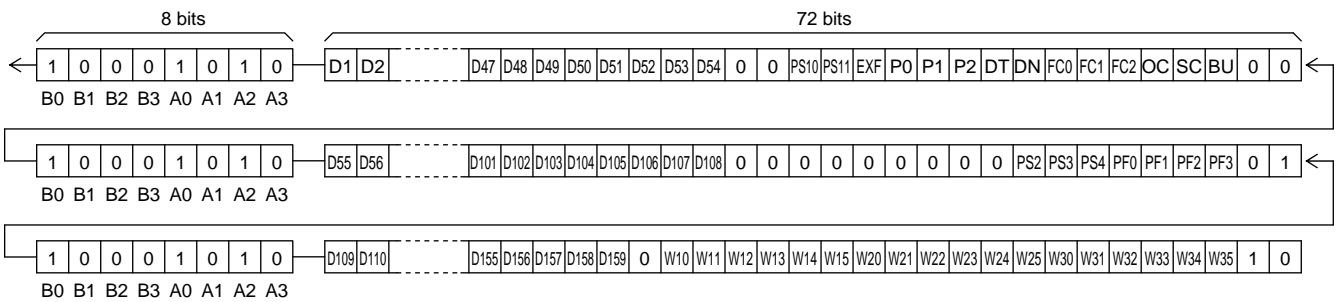 8 bits 72 bits
1 0 0 0 1 0 1 0 D1 D2 D47 D48 D49 D50 D51 D52 D53 D54 0 0 PS10 PS11 EXF P0 P1 P2 DT DN FC0 FC1 FC2 OC SC BU 0 0
B0 B1 B2 B3 A0 A1 A2 A3
1 0 0 0 1 0 1 0 D55 D56 D101 D102 D103 D104 D105 D106 D107 D108 0 0 0 0 0 0 0 0 0 PS2 PS3 PS4 PF0 PF1 PF2 PF3 0 1
B0 B1 B2 B3 A0 A1 A2 A3
1 0 0 0 1 0 1 0 D109 D110 D155 D156 D157 D158 D159 0 W10 W11 W12 W13 W14 W15 W20 W21 W22 W23 W24 W25 W30 W31 W32 W33 W34 W35 1 0
B0 B1 B2 B3 A0 A1 A2 A3